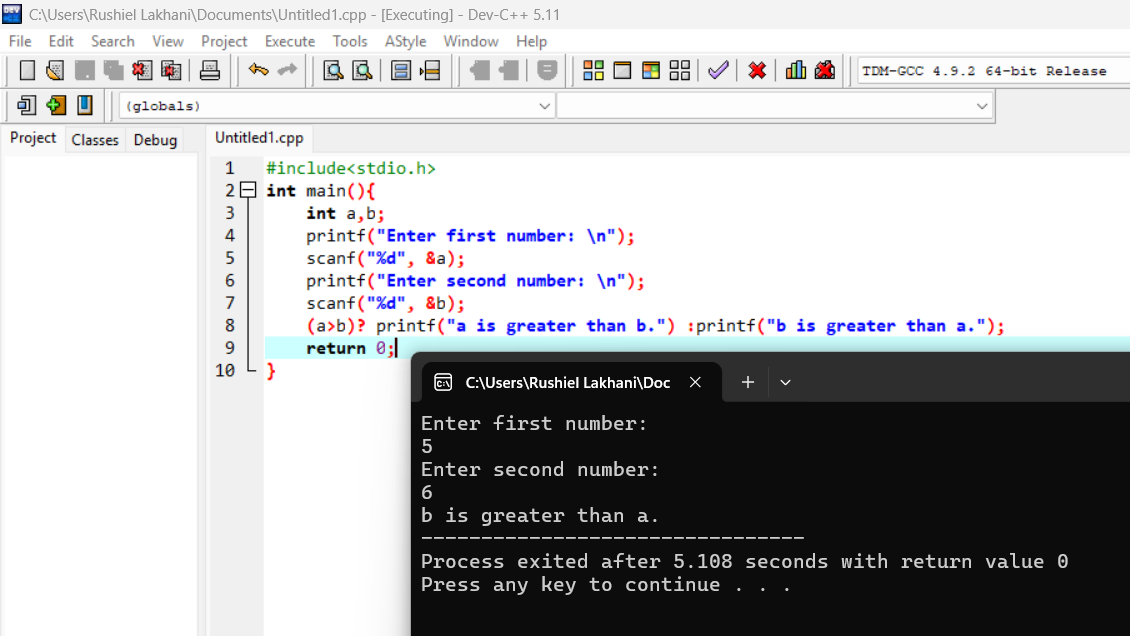 C:\Users\Rushiel Lakhani\Documents\Untitled1.cpp - [Executing] - Dev-C++ 5.11
File Edit Search View Project Execute Tools AStyle Window Help
TDM-GCC 4.9.2 64-bit Release
(globals)
Project Classes Debug
Untitled1.cpp
1 #include<stdio.h>
2 int main(){
3 int a,b;
4 printf("Enter first number: \n");
5 scanf("%d", &a);
6 printf("Enter second number: \n");
7 scanf("%d", &b);
8 (a>b)? printf("a is greater than b.") :printf("b is greater than a.");
9 return 0;
10 }
C:\Users\Rushiel Lakhani\Doc
Enter first number:
5
Enter second number:
6
b is greater than a.
--------------------------------
Process exited after 5.108 seconds with return value 0
Press any key to continue . . .